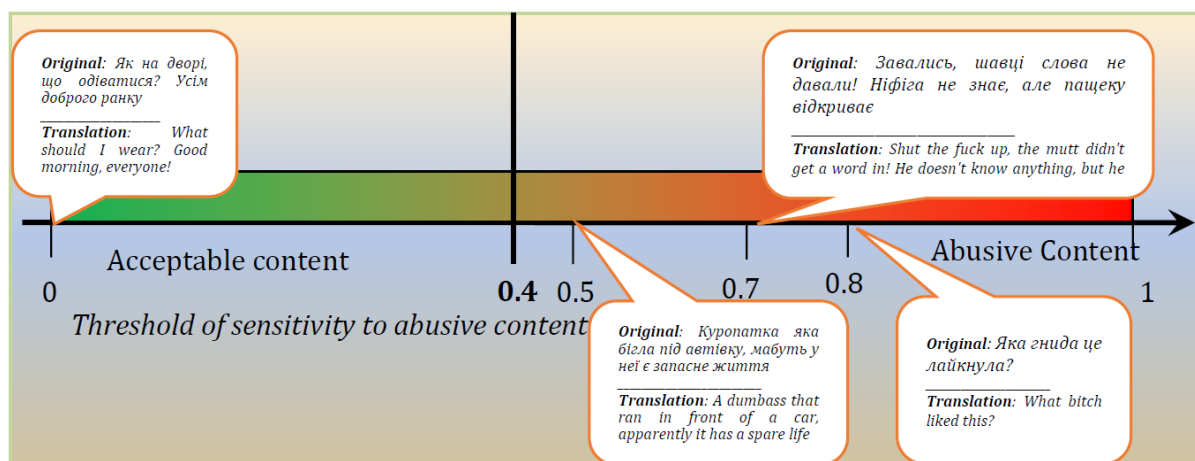 Original: Як на дворі,
що одіватися? Усім
доброго ранку
____________________
Translation: What
should I wear? Good
morning, everyone!
Original: Завались, шавці слова не
давали! Ніфіга не знає, але пащеку
відкриває
____________________
Translation: Shut the fuck up, the mutt didn't
get a word in! He doesn't know anything, but he
Acceptable content
Abusive Content
0
0.4
0.5
0.7
0.8
1
Threshold of sensitivity to abusive content
Original: Куропатка яка
бігла під автівку, мабуть у
неї є запасне життя
____________________
Translation: A dumbass that
ran in front of a car,
apparently it has a spare life
Original: Яка гнида це
лайкнула?
____________________
Translation: What bitch
liked this?